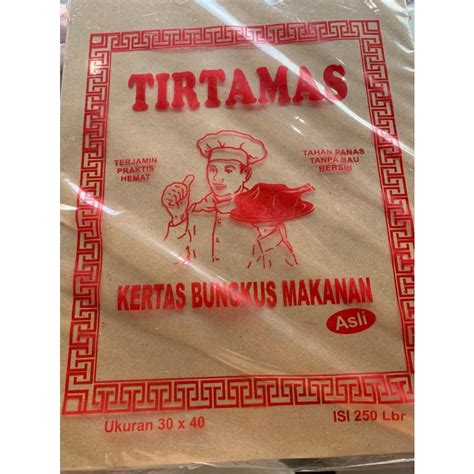 TIRTAMAS
TERJAMIN
PRAKTIS
HEMAT
TAHAN PANAS
TANPA BAU
BERSIH
KERTAS BUNGKUS MAKANAN
Asli
Ukuran 30 x 40
ISI 250 Lbr